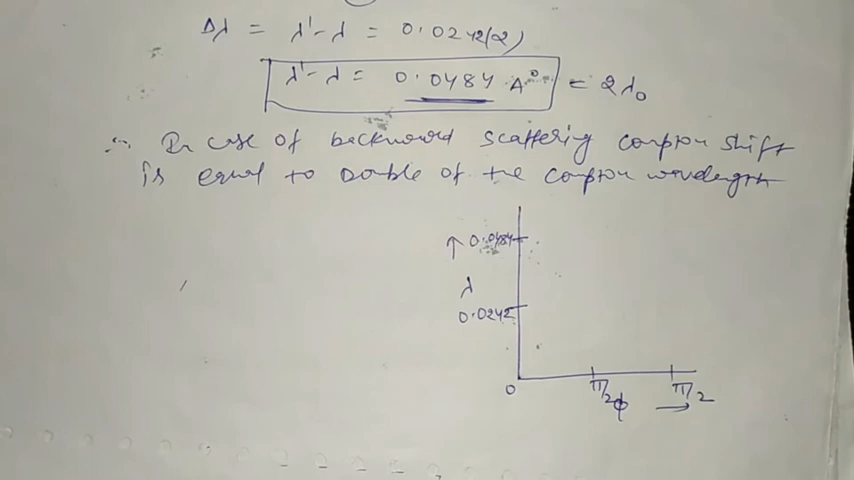 Δλ = λ' - λ = 0.0242(2)
λ' - λ = 0.0484 A° = 2λ0
∴ In case of backward scattering compton shift
is equal to Double of the compton wavelength
↑ 0.0484
λ
0.0242
0 π/2 π/2
ϕ →